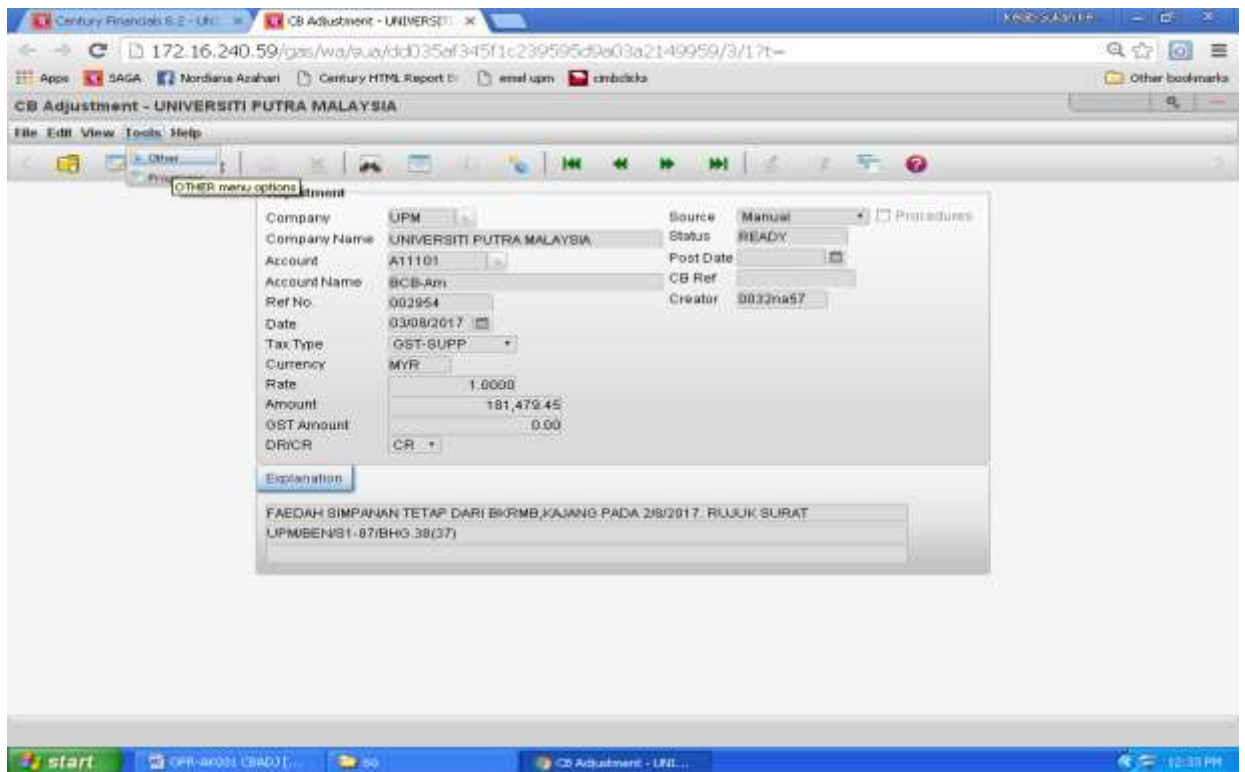 Century Financials 8.2 - UNI
CB Adjustment - UNIVERSITI
172.16.240.59/gas/wa/sua/dd035af345f1c239595d9a03a2149959/3/1?t=
Apps SAGA Nordiana Azahari Century HTML Report emel upm cimbclicks Other bookmarks
CB Adjustment - UNIVERSITI PUTRA MALAYSIA
File Edit View Tools Help
Other
OTHER menu options
Company UPM Source Manual Procedures
Company Name UNIVERSITI PUTRA MALAYSIA Status READY
Account A11101 Post Date
Account Name BCB-Am CB Ref
Ref No. 002954 Creator 0032na57
Date 03/08/2017
Tax Type GST-SUPP
Currency MYR
Rate 1.0000
Amount 181,479.45
GST Amount 0.00
DR/CR CR
Explanation
FAEDAH SIMPANAN TETAP DARI BKRMB,KAJANG PADA 2/8/2017. RUJUK SURAT
UPM/BEN/S1-87/BHG.38(37)
start OPR-AK031 CBADJ [... iso CB Adjustment - UNI... 12:35 PM